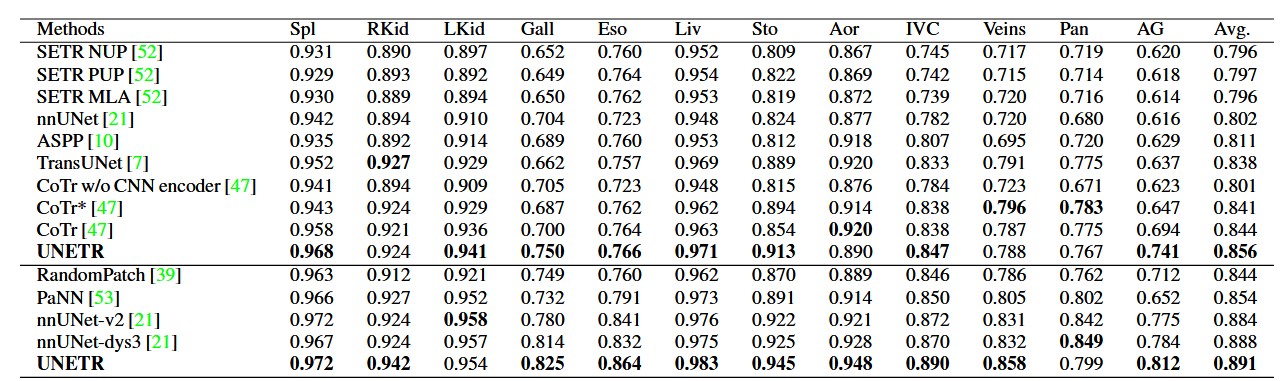 Methods Spl RKid LKid Gall Eso Liv Sto Aor IVC Veins Pan AG Avg.
SETR NUP [52] 0.931 0.890 0.897 0.652 0.760 0.952 0.809 0.867 0.745 0.717 0.719 0.620 0.796
SETR PUP [52] 0.929 0.893 0.892 0.649 0.764 0.954 0.822 0.869 0.742 0.715 0.714 0.618 0.797
SETR MLA [52] 0.930 0.889 0.894 0.650 0.762 0.953 0.819 0.872 0.739 0.720 0.716 0.614 0.796
nnUNet [21] 0.942 0.894 0.910 0.704 0.723 0.948 0.824 0.877 0.782 0.720 0.680 0.616 0.802
ASPP [10] 0.935 0.892 0.914 0.689 0.760 0.953 0.812 0.918 0.807 0.695 0.720 0.629 0.811
TransUNet [7] 0.952 0.927 0.929 0.662 0.757 0.969 0.889 0.920 0.833 0.791 0.775 0.637 0.838
CoTr w/o CNN encoder [47] 0.941 0.894 0.909 0.705 0.723 0.948 0.815 0.876 0.784 0.723 0.671 0.623 0.801
CoTr* [47] 0.943 0.924 0.929 0.687 0.762 0.962 0.894 0.914 0.838 0.796 0.783 0.647 0.841
CoTr [47] 0.958 0.921 0.936 0.700 0.764 0.963 0.854 0.920 0.838 0.787 0.775 0.694 0.844
UNETR 0.968 0.924 0.941 0.750 0.766 0.971 0.913 0.890 0.847 0.788 0.767 0.741 0.856
RandomPatch [39] 0.963 0.912 0.921 0.749 0.760 0.962 0.870 0.889 0.846 0.786 0.762 0.712 0.844
PaNN [53] 0.966 0.927 0.952 0.732 0.791 0.973 0.891 0.914 0.850 0.805 0.802 0.652 0.854
nnUNet-v2 [21] 0.972 0.924 0.958 0.780 0.841 0.976 0.922 0.921 0.872 0.831 0.842 0.775 0.884
nnUNet-dys3 [21] 0.967 0.924 0.957 0.814 0.832 0.975 0.925 0.928 0.870 0.832 0.849 0.784 0.888
UNETR 0.972 0.942 0.954 0.825 0.864 0.983 0.945 0.948 0.890 0.858 0.799 0.812 0.891